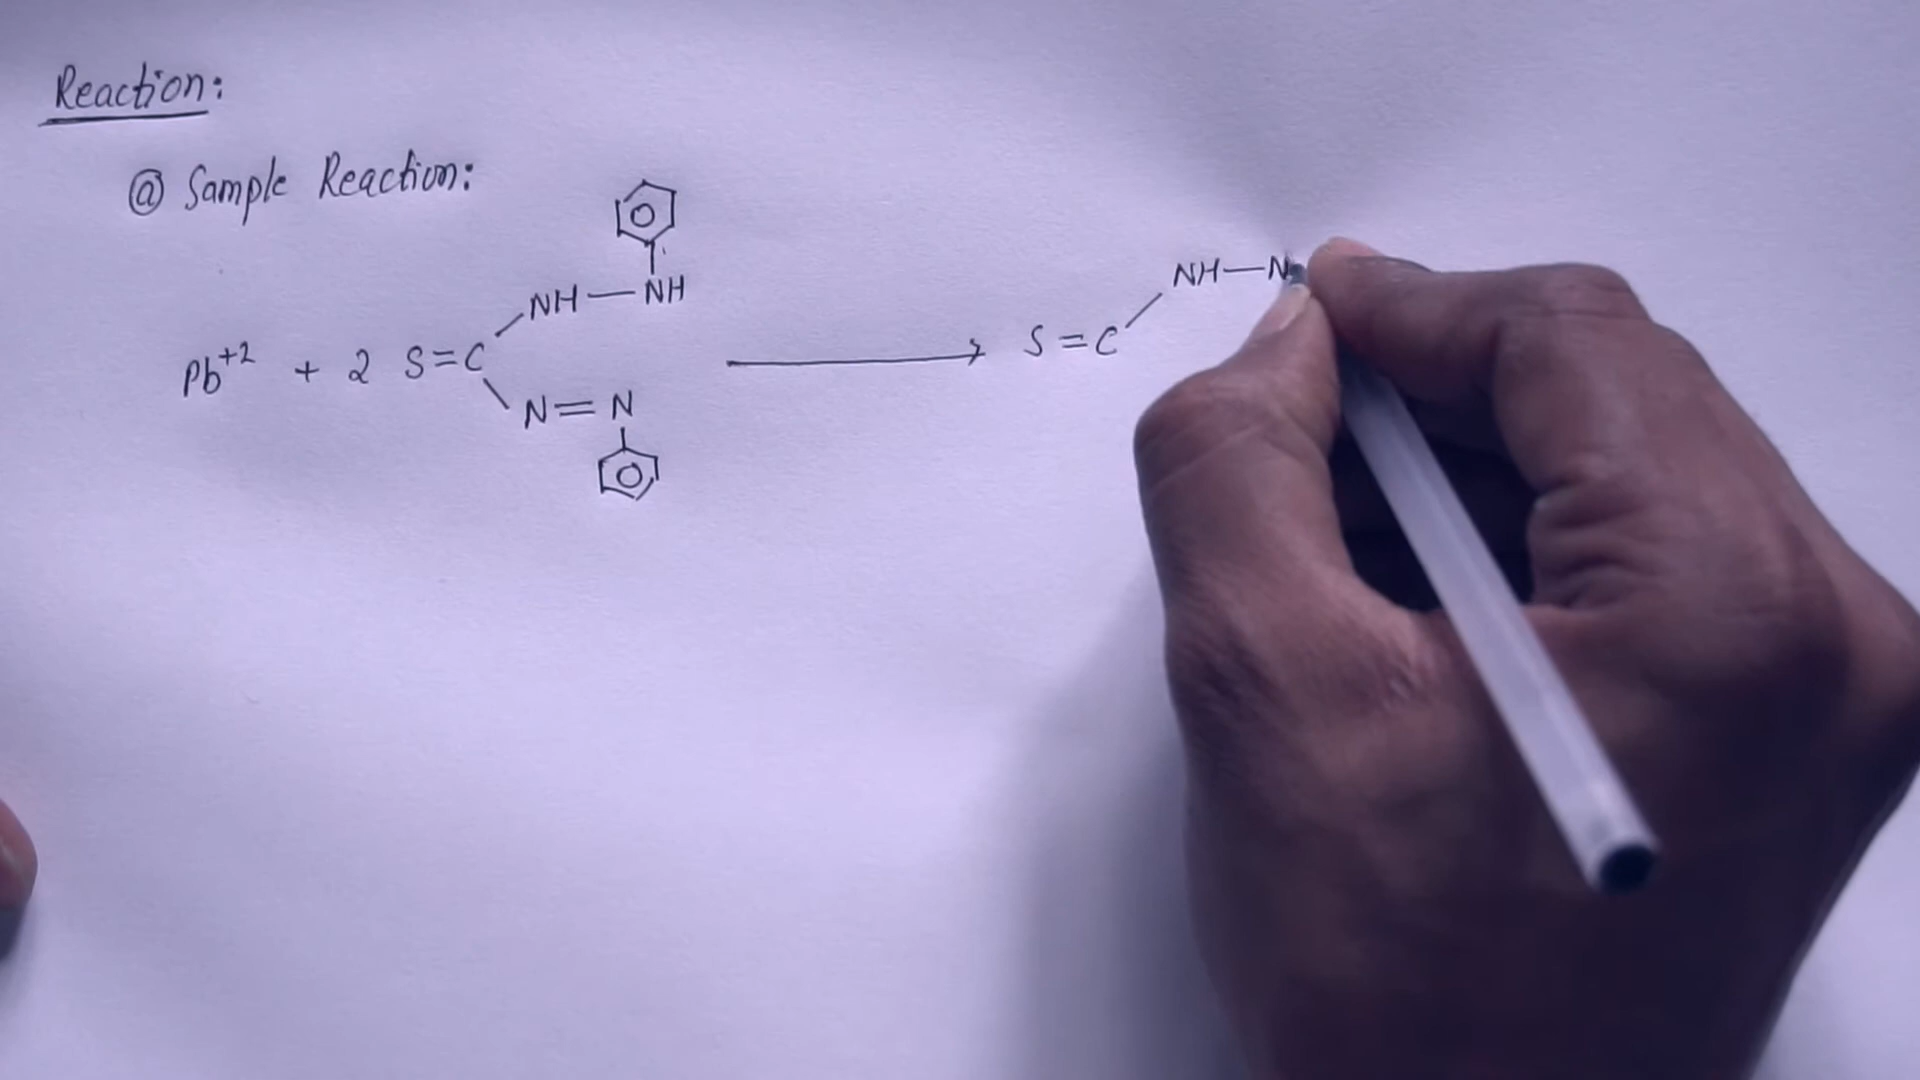 Reaction:
@ Sample Reaction:
NH — NH
NH — N
Pb+2 + 2 S=C
S=C
N=N